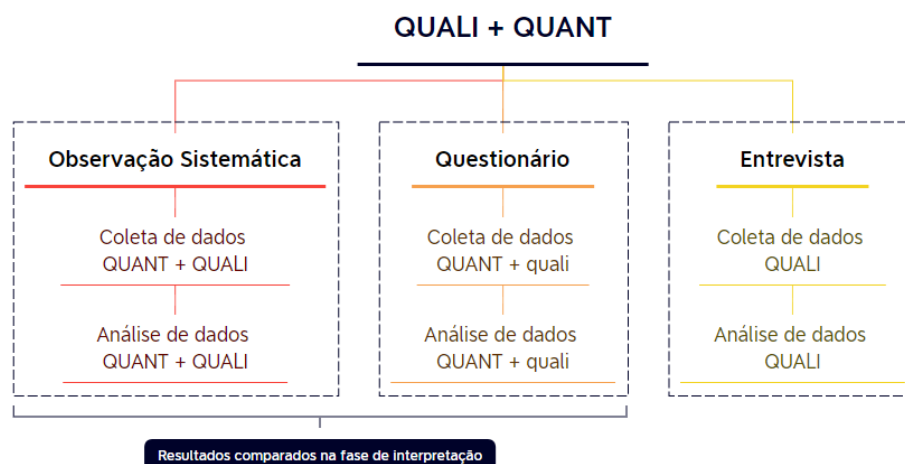 QUALI + QUANT
Observação Sistemática
Coleta de dados
QUANT + QUALI
Análise de dados
QUANT + QUALI
Questionário
Coleta de dados
QUANT + quali
Análise de dados
QUANT + quali
Entrevista
Coleta de dados
QUALI
Análise de dados
QUALI
Resultados comparados na fase de interpretação